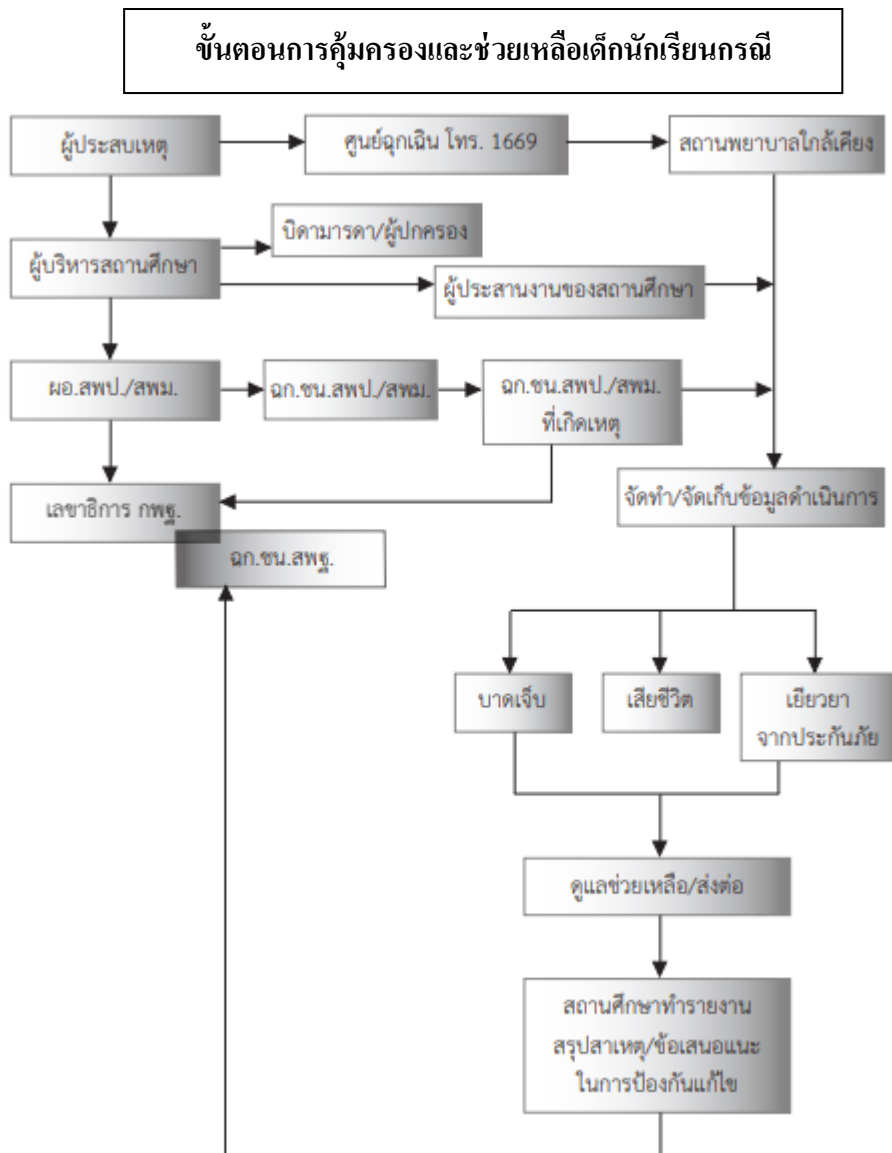 ขั้นตอนการคุ้มครองและช่วยเหลือเด็กนักเรียนกรณี
ผู้ประสบเหตุ
ศูนย์ฉุกเฉิน โทร. 1669
สถานพยาบาลใกล้เคียง
บิดามารดา/ผู้ปกครอง
ผู้บริหารสถานศึกษา
ผู้ประสานงานของสถานศึกษา
ผอ.สพป./สพม.
ฉก.ชน.สพป./สพม.
ฉก.ชน.สพป./สพม.
ที่เกิดเหตุ
เลขาธิการ กพฐ.
จัดทำ/จัดเก็บข้อมูลดำเนินการ
ฉก.ชน.สพฐ.
บาดเจ็บ
เสียชีวิต
เยียวยา
จากประกันภัย
ดูแลช่วยเหลือ/ส่งต่อ
สถานศึกษาทำรายงาน
สรุปสาเหตุ/ข้อเสนอแนะ
ในการป้องกันแก้ไข